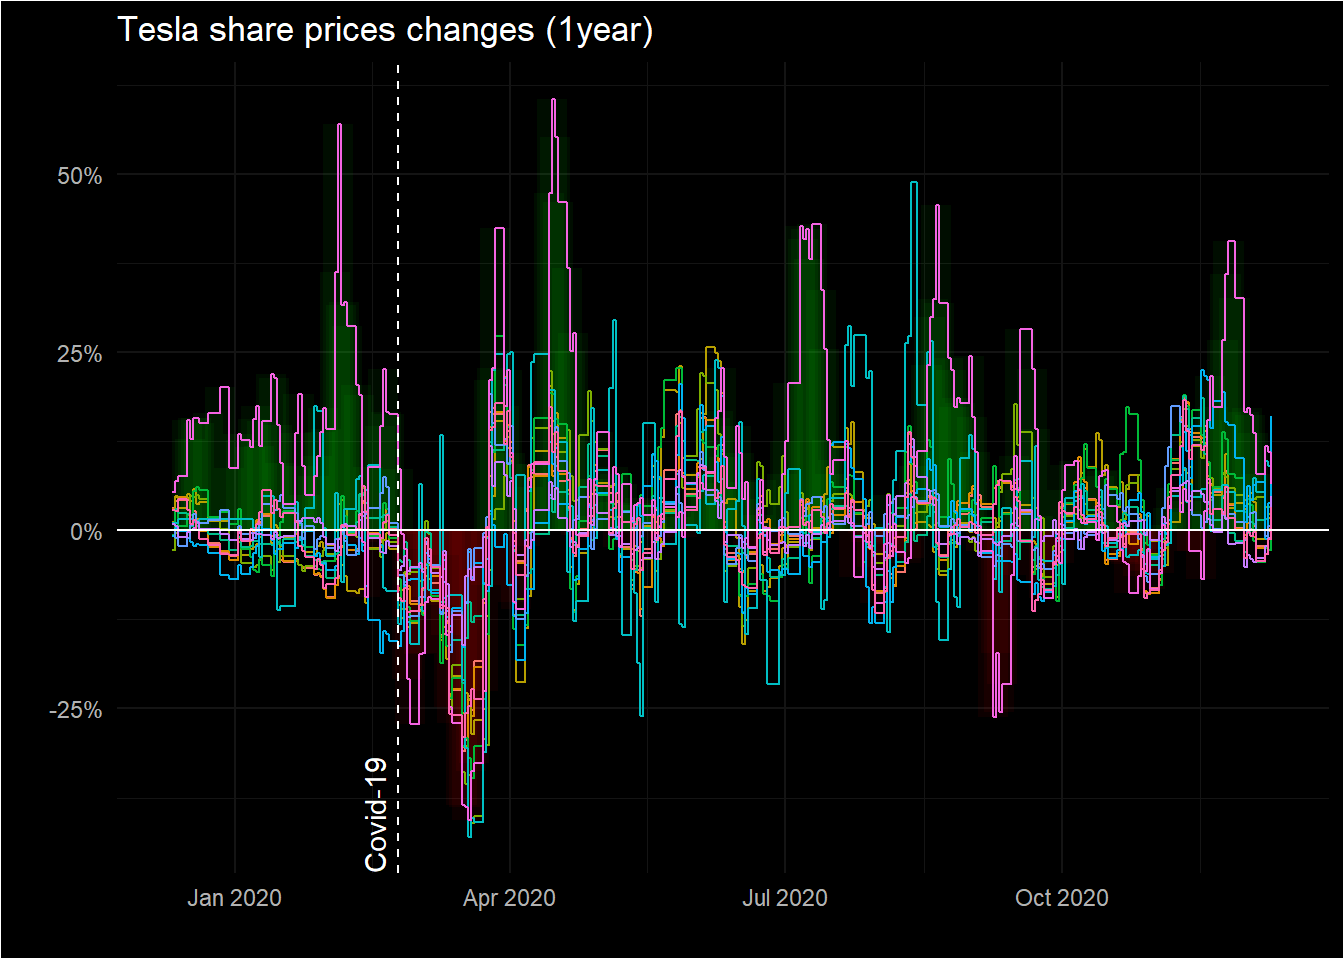 Tesla share prices changes (1year)
50%
25%
0%
-25%
Covid-19
Jan 2020
Apr 2020
Jul 2020
Oct 2020